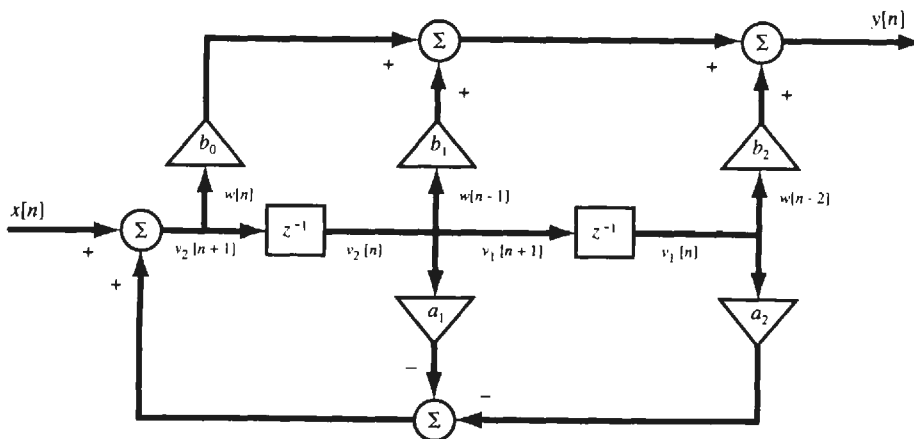 y[n]
Σ
Σ
+
+
+
+
b₀
b₁
b₂
w[n]
w[n - 1]
w[n - 2]
x[n]
Σ
z⁻¹
z⁻¹
+
v₂[n + 1]
v₂[n]
v₁[n + 1]
v₁[n]
+
a₁
a₂
−
−
Σ